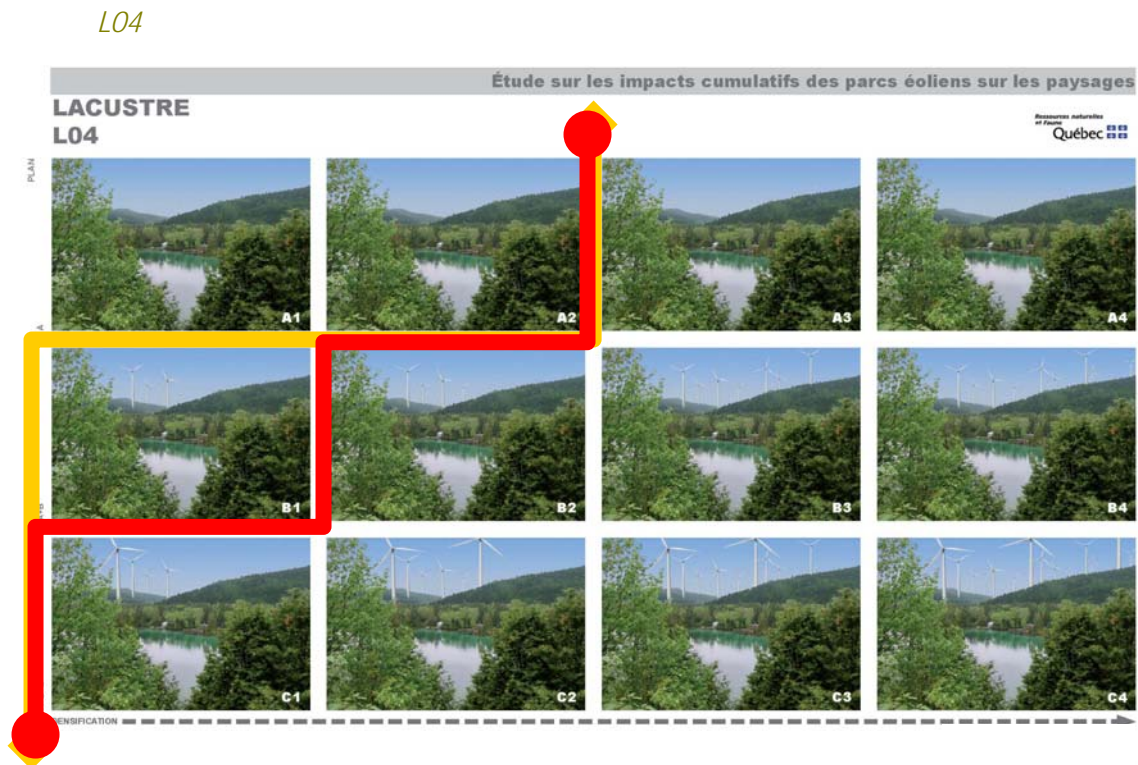 L04
Étude sur les impacts cumulatifs des parcs éoliens sur les paysages
LACUSTRE
L04
Ressources naturelles
et Faune
Québec
PLAN
A1
A2
A3
A4
A
B1
B2
B3
B4
C1
C2
C3
C4